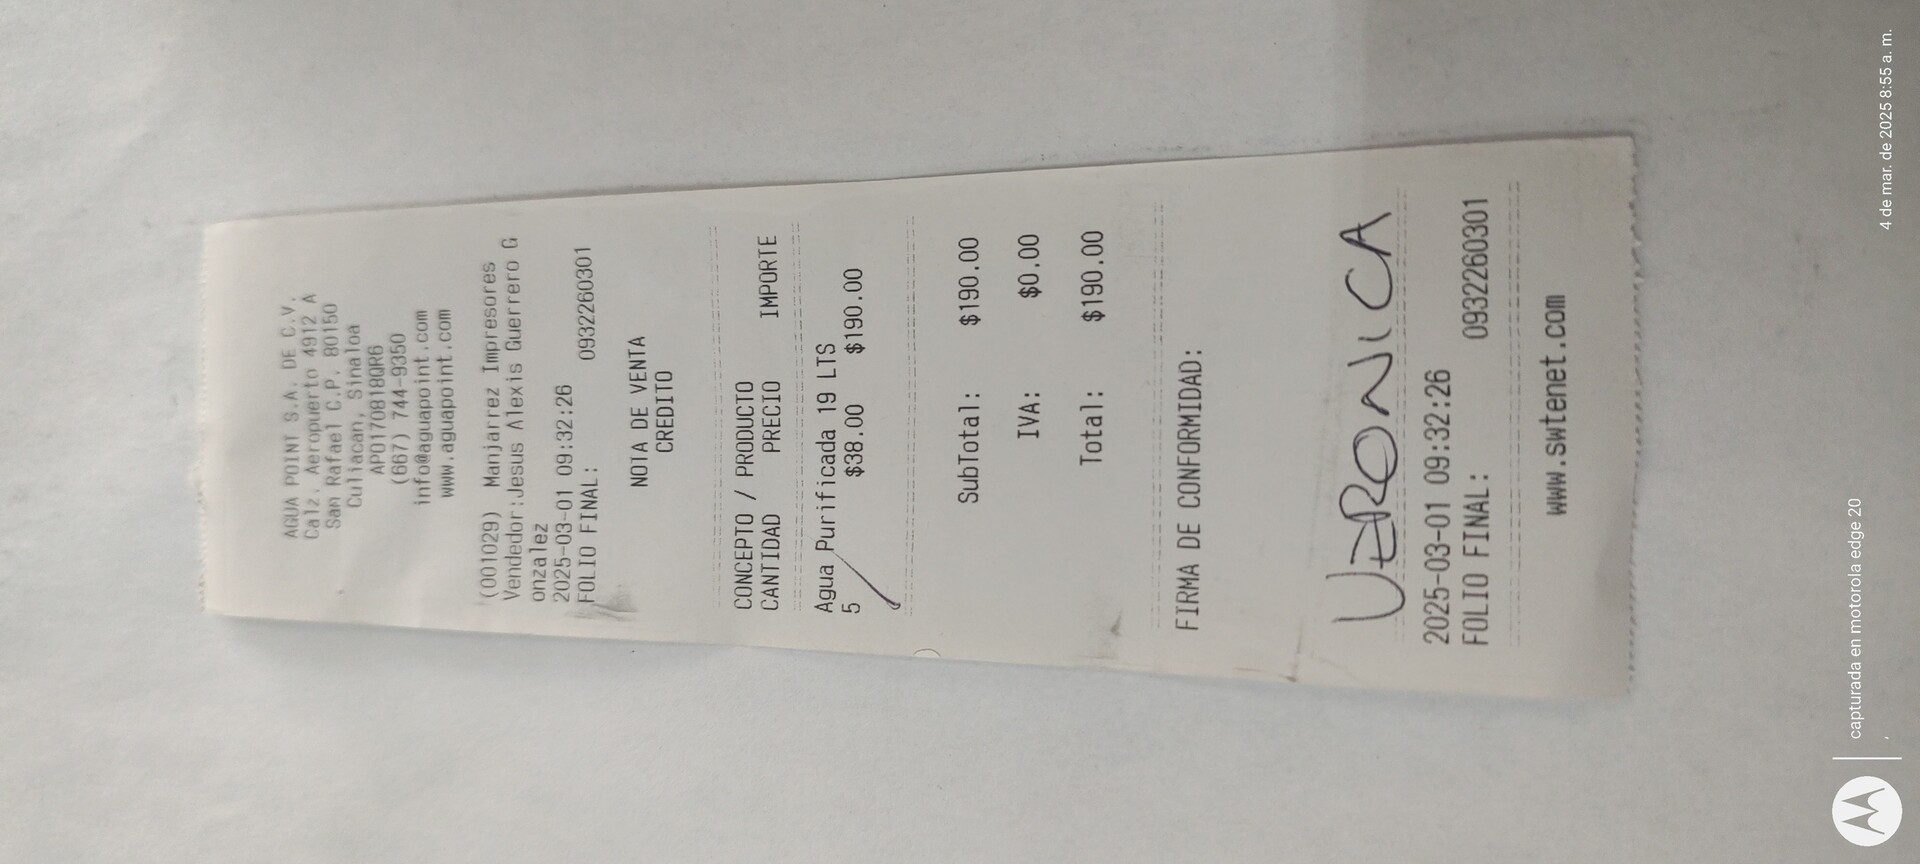 AGUA POINT S.A. DE C.V.
Calz. Aeropuerto 4912 A
San Rafael C.P. 80150
Culiacan, Sinaloa
APO170818QR6
(667) 744-9350
info@aguapoint.com
www.aguapoint.com
(001029) Manjarrez Impresores
Vendedor:Jesus Alexis Guerrero G
onzalez
2025-03-01 09:32:26
FOLIO FINAL: 0932260301
NOTA DE VENTA
CREDITO
CONCEPTO / PRODUCTO
CANTIDAD PRECIO IMPORTE
Agua Purificada 19 LTS
5 $38.00 $190.00
SubTotal: $190.00
IVA: $0.00
Total: $190.00
FIRMA DE CONFORMIDAD:
VERONICA
2025-03-01 09:32:26
FOLIO FINAL: 0932260301
www.swtenet.com
capturada en motorola edge 20
4 de mar. de 2025 8:55 a. m.